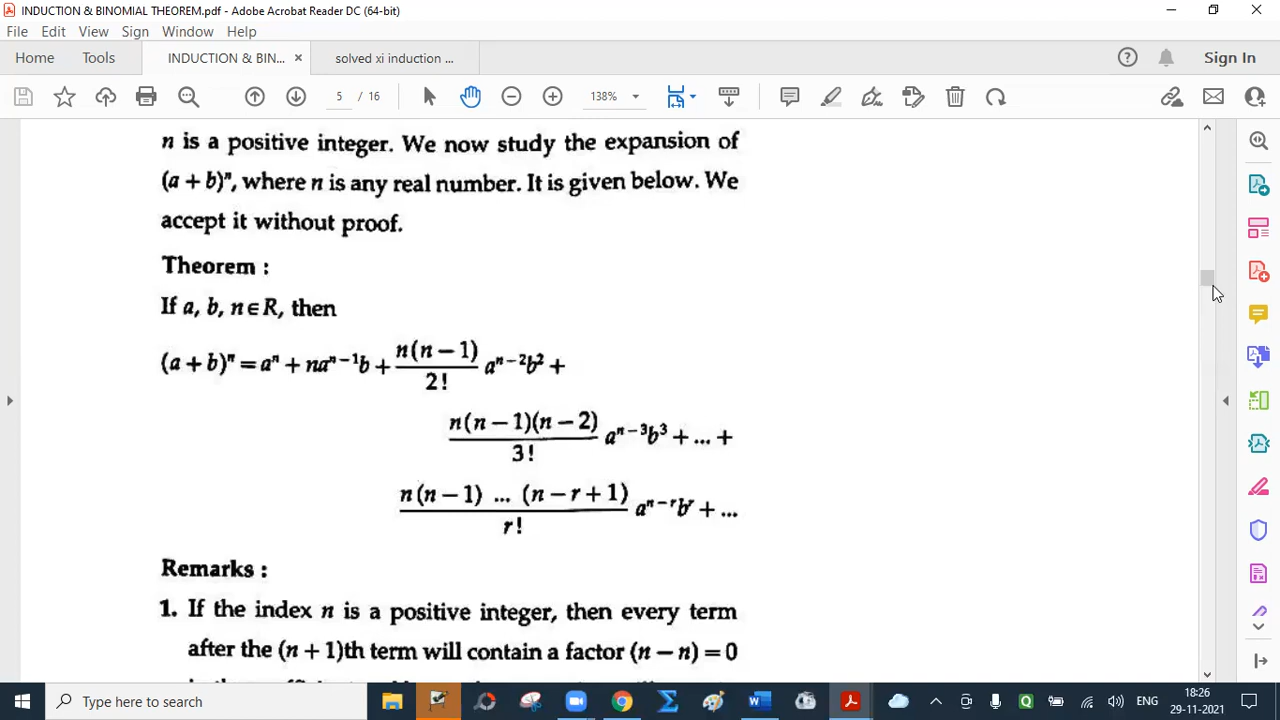 INDUCTION & BINOMIAL THEOREM.pdf - Adobe Acrobat Reader DC (64-bit)
File Edit View Sign Window Help
Home Tools INDUCTION & BIN... × solved xi induction ... Sign In
5 / 16 138%
n is a positive integer. We now study the expansion of
(a + b)ⁿ, where n is any real number. It is given below. We
accept it without proof.
Theorem :
If a, b, n∈R, then
(a + b)ⁿ = aⁿ + naⁿ⁻¹b + n(n − 1)/2! aⁿ⁻²b² +
n(n − 1)(n − 2)/3! aⁿ⁻³b³ + ... +
n(n − 1) ... (n − r + 1)/r! aⁿ⁻ʳbʳ + ...
Remarks :
1. If the index n is a positive integer, then every term
after the (n + 1)th term will contain a factor (n − n) = 0
Type here to search
ENG 18:26
29-11-2021